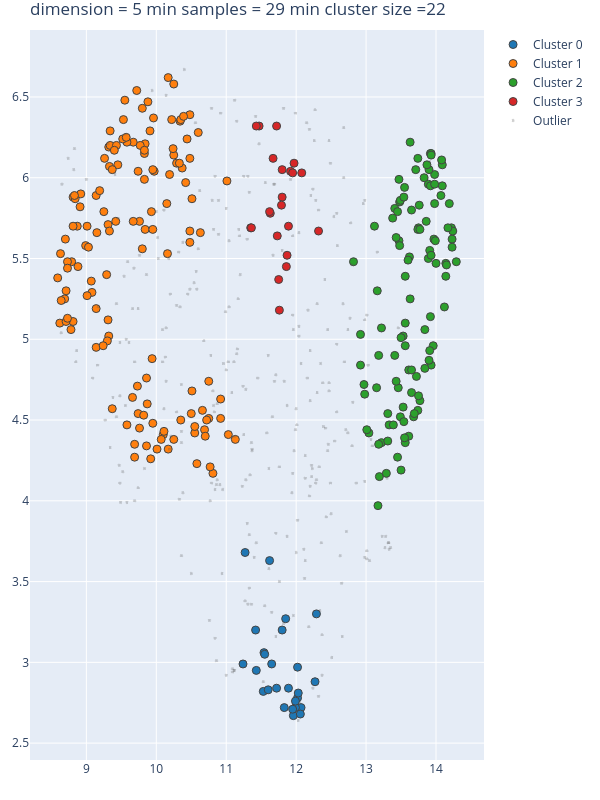 dimension = 5 min samples = 29 min cluster size =22
Cluster 0
Cluster 1
Cluster 2
Cluster 3
Outlier
6.5
6
5.5
5
4.5
4
3.5
3
2.5
9 10 11 12 13 14